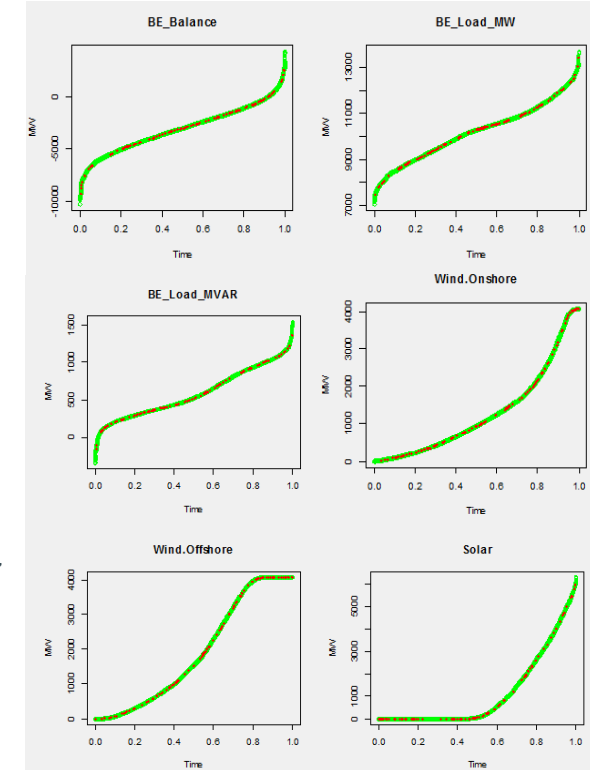 BE_Balance
0
-5000
-10000
MW
0.0 0.2 0.4 0.6 0.8 1.0
Time
BE_Load_MW
13000
11000
9000
7000
MW
0.0 0.2 0.4 0.6 0.8 1.0
Time
BE_Load_MVAR
1500
1000
500
0
MW
0.0 0.2 0.4 0.6 0.8 1.0
Time
Wind.Onshore
4000
3000
2000
1000
0
MW
0.0 0.2 0.4 0.6 0.8 1.0
Time
Wind.Offshore
4000
3000
2000
1000
0
MW
0.0 0.2 0.4 0.6 0.8 1.0
Time
Solar
5000
3000
1000
0
MW
0.0 0.2 0.4 0.6 0.8 1.0
Time